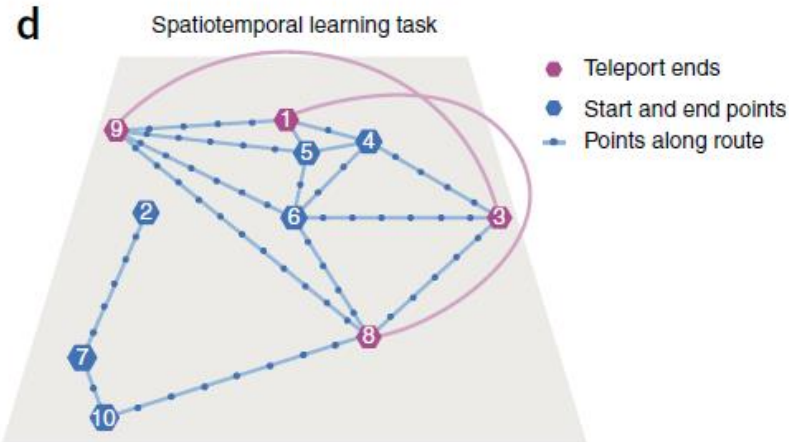 d
Spatiotemporal learning task
Teleport ends
Start and end points
Points along route
9
1
5
4
2
6
3
8
7
10